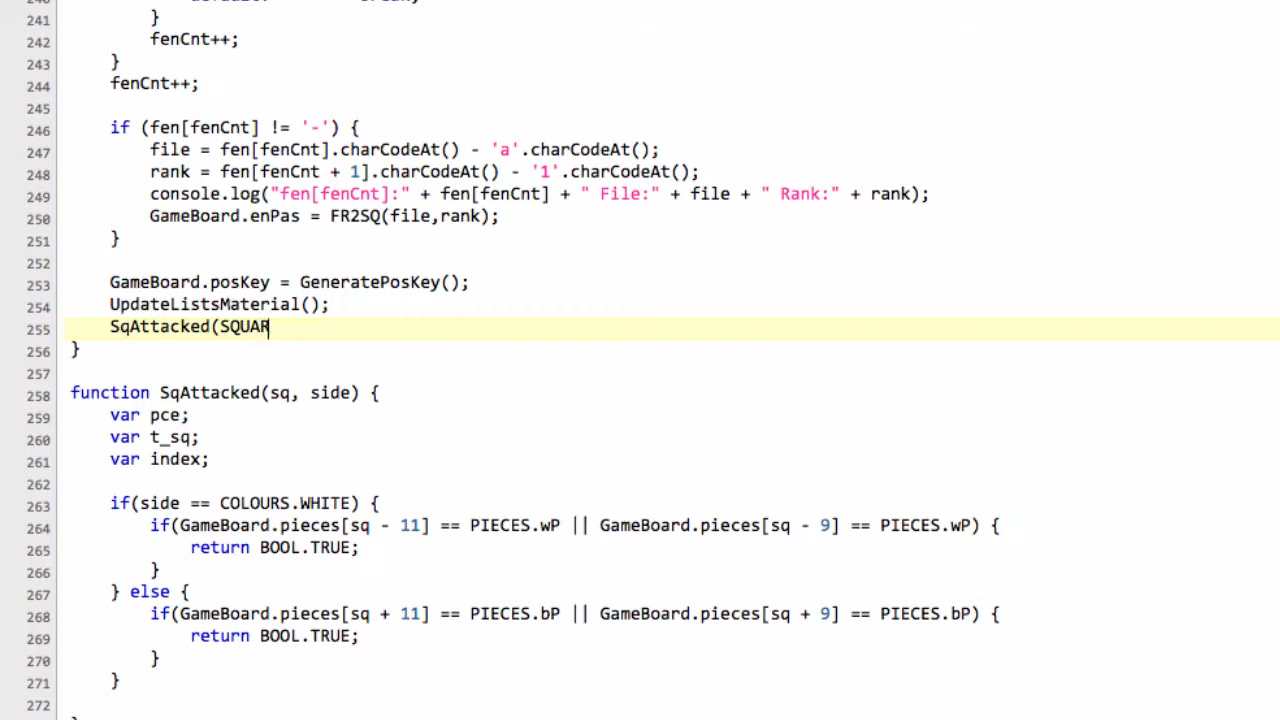 241 }
242 fenCnt++;
243 }
244 fenCnt++;
245
246 if (fen[fenCnt] != '-') {
247 file = fen[fenCnt].charCodeAt() - 'a'.charCodeAt();
248 rank = fen[fenCnt + 1].charCodeAt() - '1'.charCodeAt();
249 console.log("fen[fenCnt]:" + fen[fenCnt] + " File:" + file + " Rank:" + rank);
250 GameBoard.enPas = FR2SQ(file,rank);
251 }
252
253 GameBoard.posKey = GeneratePosKey();
254 UpdateListsMaterial();
255 SqAttacked(SQUAR
256 }
257
258 function SqAttacked(sq, side) {
259 var pce;
260 var t_sq;
261 var index;
262
263 if(side == COLOURS.WHITE) {
264 if(GameBoard.pieces[sq - 11] == PIECES.wP || GameBoard.pieces[sq - 9] == PIECES.wP) {
265 return BOOL.TRUE;
266 }
267 } else {
268 if(GameBoard.pieces[sq + 11] == PIECES.bP || GameBoard.pieces[sq + 9] == PIECES.bP) {
269 return BOOL.TRUE;
270 }
271 }
272